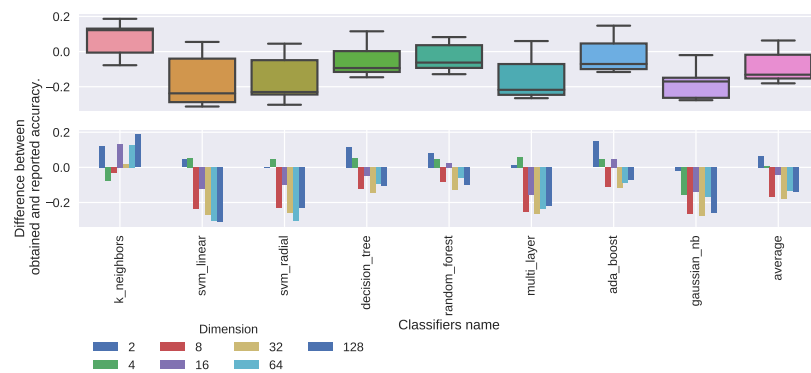 0.2
0.0
−0.2
0.2
0.0
−0.2
Difference between
obtained and reported accuracy.
k_neighbors
svm_linear
svm_radial
decision_tree
random_forest
multi_layer
ada_boost
gaussian_nb
average
Classifiers name
Dimension
2 8 32 128
4 16 64